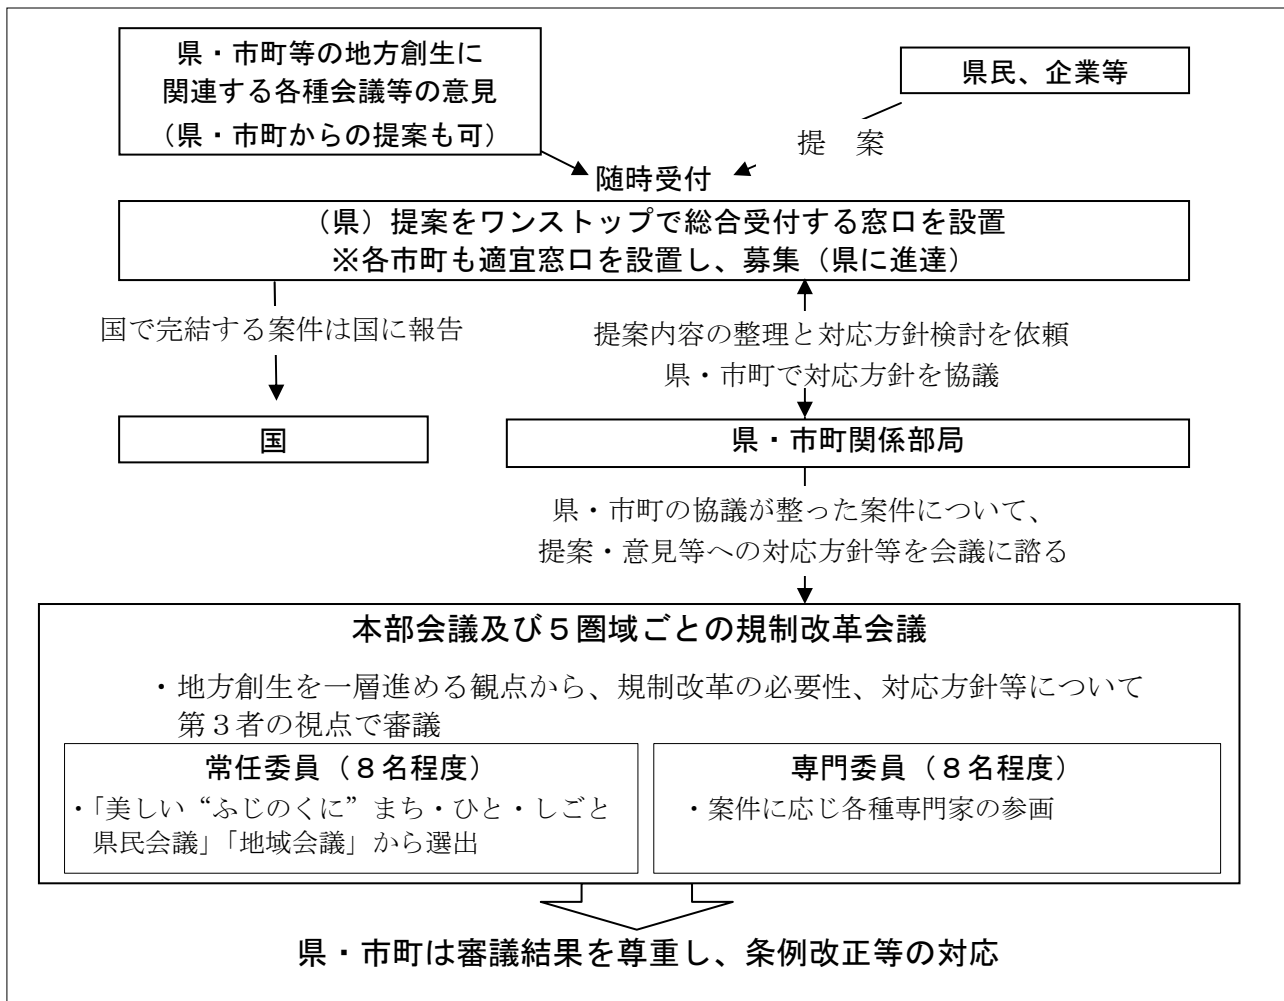 県・市町等の地方創生に
関連する各種会議等の意見
（県・市町からの提案も可）
県民、企業等
提　案
随時受付
（県）提案をワンストップで総合受付する窓口を設置
※各市町も適宜窓口を設置し、募集（県に進達）
国で完結する案件は国に報告
提案内容の整理と対応方針検討を依頼
県・市町で対応方針を協議
国
県・市町関係部局
県・市町の協議が整った案件について、
提案・意見等への対応方針等を会議に諮る
本部会議及び５圏域ごとの規制改革会議
・地方創生を一層進める観点から、規制改革の必要性、対応方針等について
第３者の視点で審議
常任委員（８名程度）
・「美しい“ふじのくに”まち・ひと・しごと
県民会議」「地域会議」から選出
専門委員（８名程度）
・案件に応じ各種専門家の参画
県・市町は審議結果を尊重し、条例改正等の対応